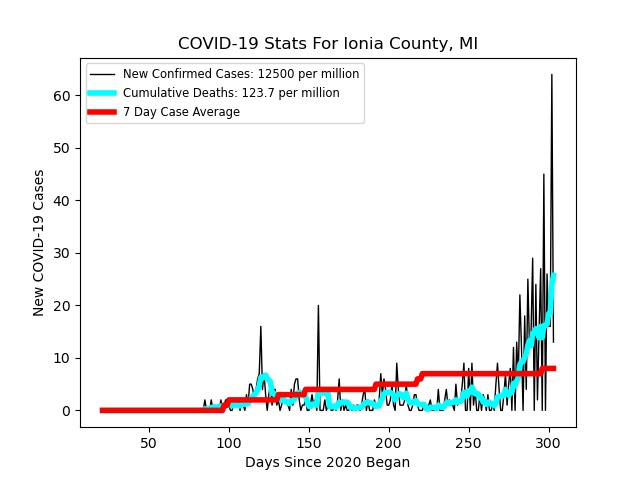 COVID-19 Stats For Ionia County, MI
New Confirmed Cases: 12500 per million
Cumulative Deaths: 123.7 per million
7 Day Case Average
60
50
40
30
20
10
0
New COVID-19 Cases
50 100 150 200 250 300
Days Since 2020 Began